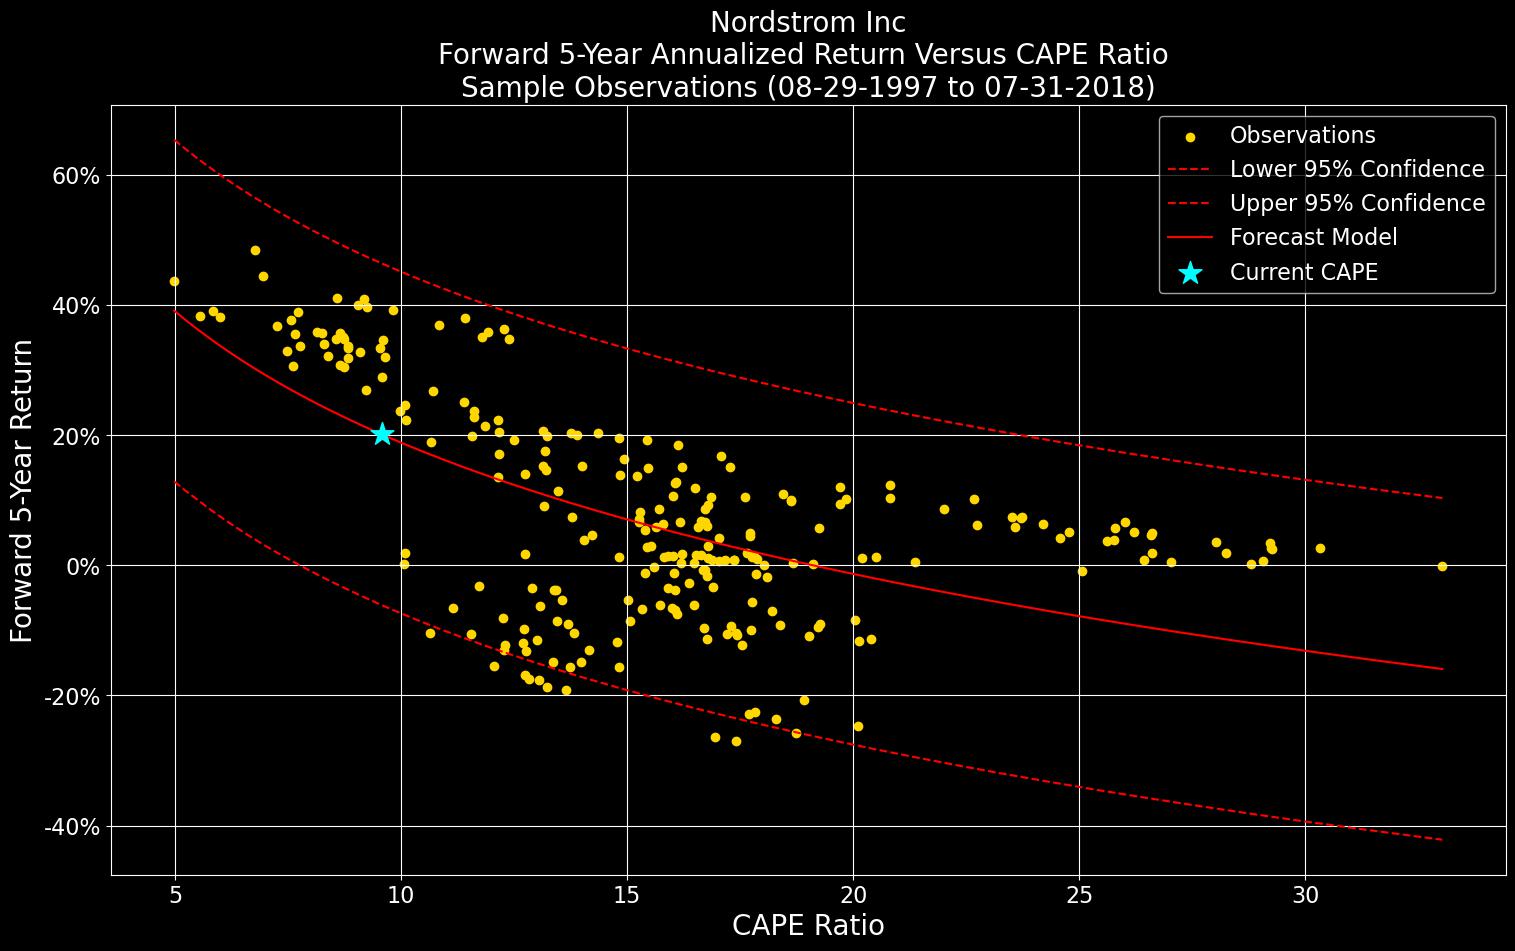 Nordstrom Inc
Forward 5-Year Annualized Return Versus CAPE Ratio
Sample Observations (08-29-1997 to 07-31-2018)
Observations
Lower 95% Confidence
Upper 95% Confidence
Forecast Model
Current CAPE
Forward 5-Year Return
60%
40%
20%
0%
-20%
-40%
5 10 15 20 25 30
CAPE Ratio